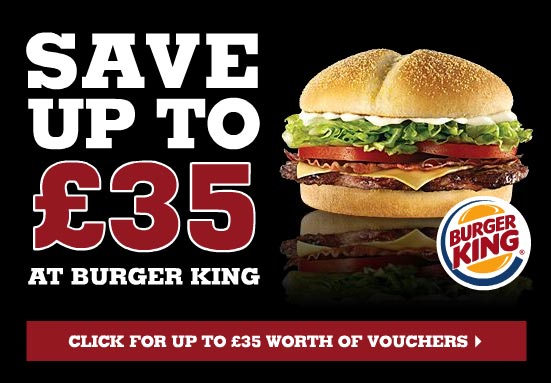 SAVE
UP TO
£35
AT BURGER KING
BURGER
KING
®
CLICK FOR UP TO £35 WORTH OF VOUCHERS